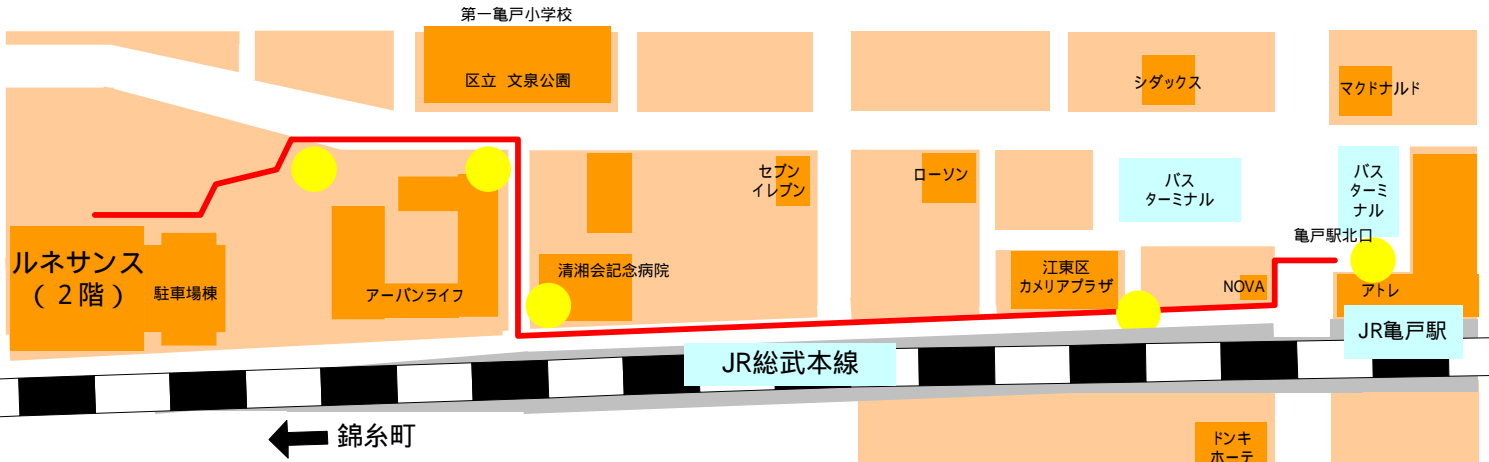 第一亀戸小学校
区立 文泉公園
シダックス
マクドナルド
セブン
イレブン
ローソン
バス
ターミナル
バス
ターミ
ナル
亀戸駅北口
ルネサンス
(2階)
駐車場棟
アーバンライフ
清湘会記念病院
江東区
カメリアプラザ
NOVA
アトレ
JR亀戸駅
JR総武本線
錦糸町
ドンキ
ホーテ